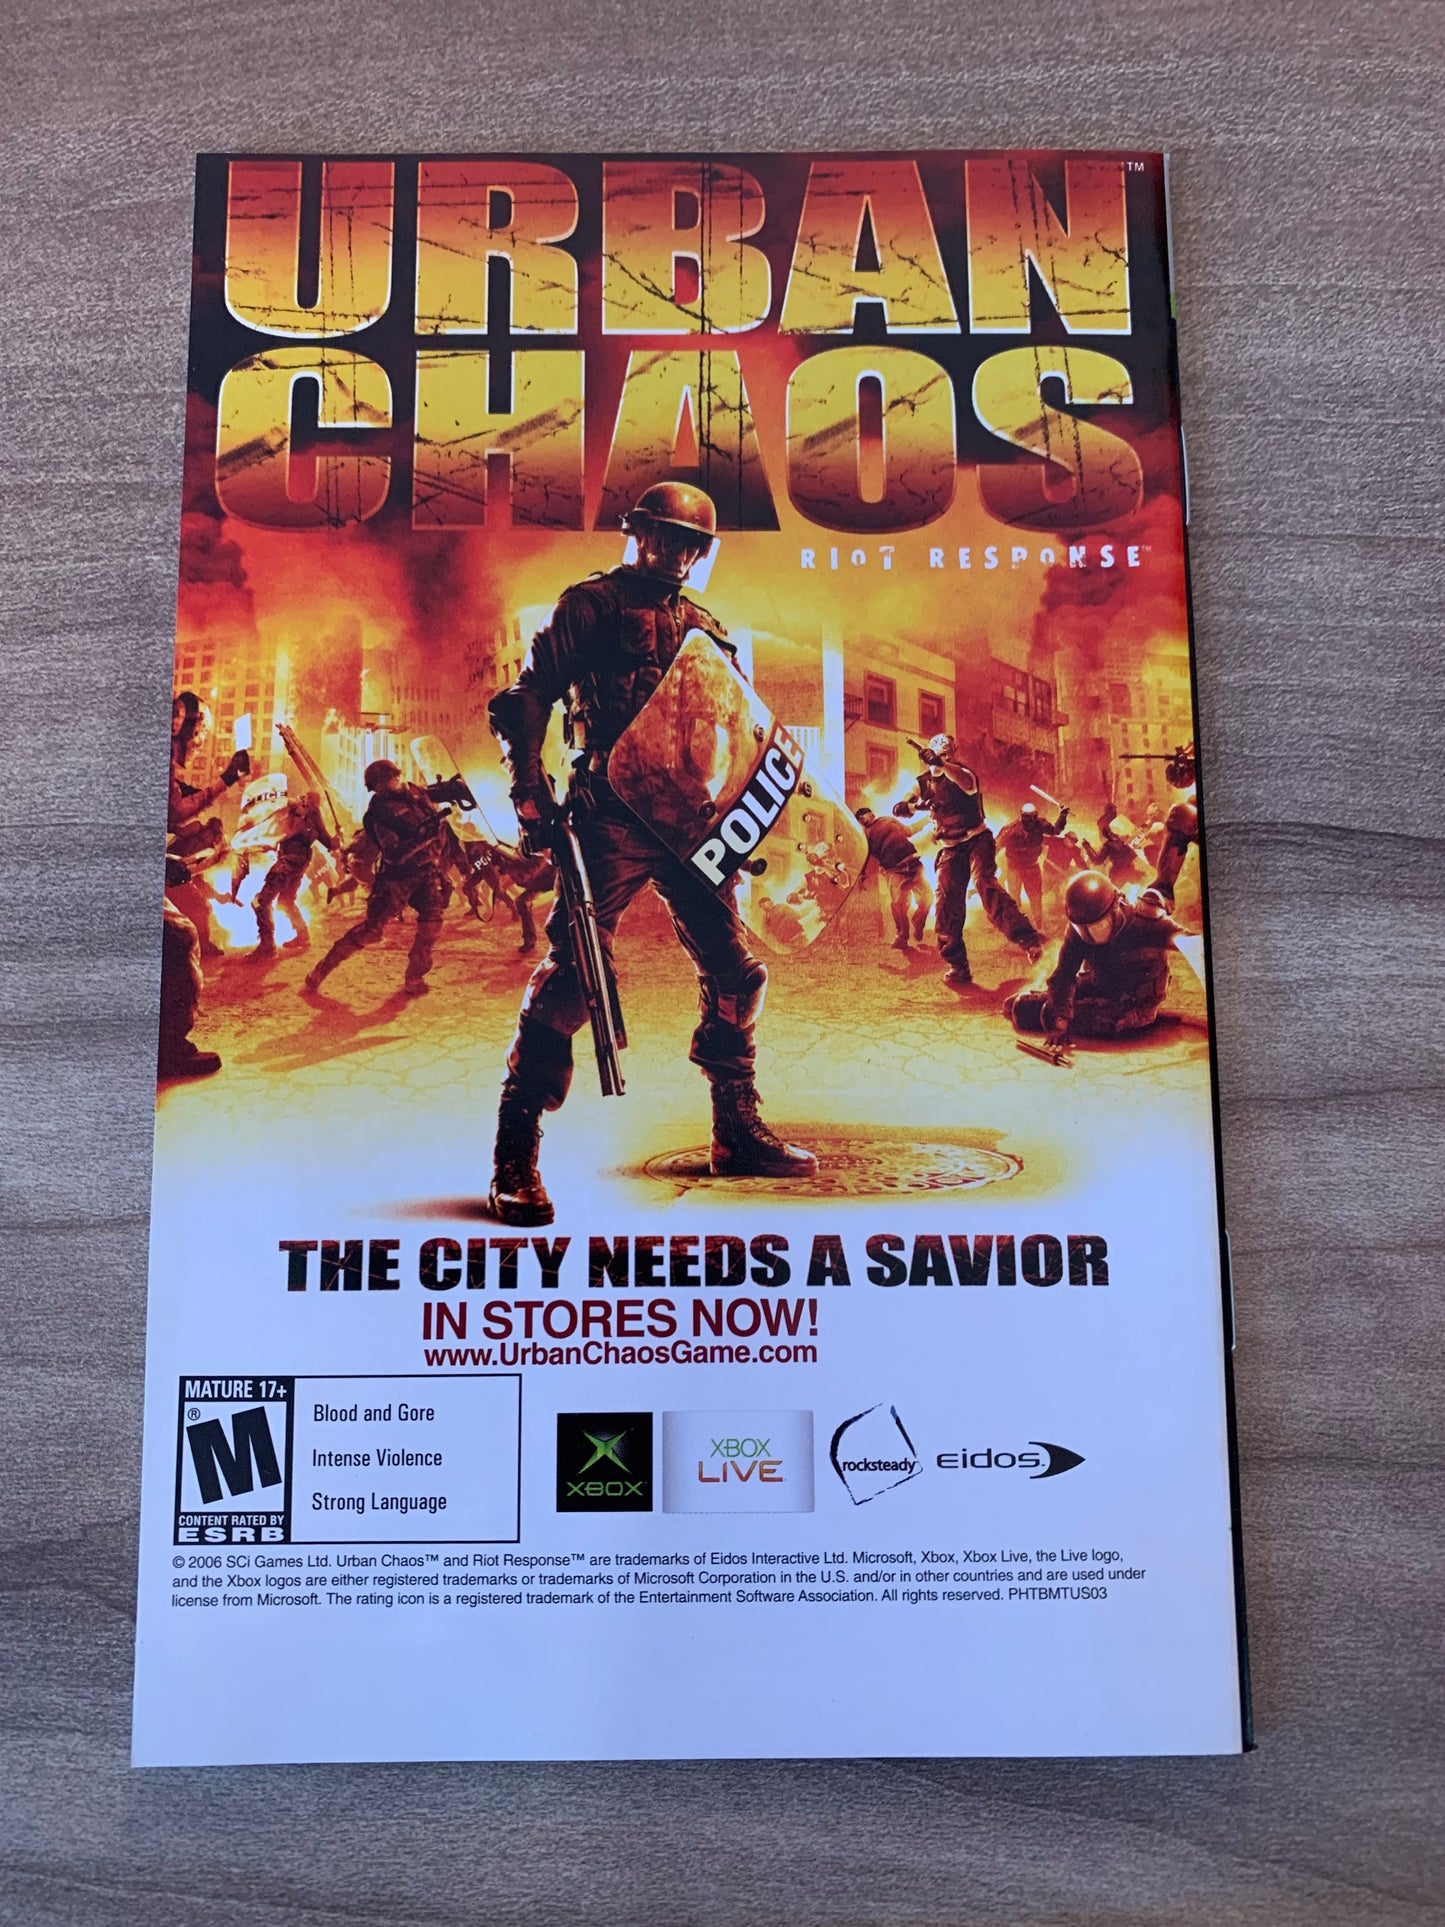 URBAN™
CHAOS
RIOT RESPONSE™
POLICE
POLICE
THE CITY NEEDS A SAVIOR
IN STORES NOW!
www.UrbanChaosGame.com
MATURE 17+
M®
CONTENT RATED BY
ESRB
Blood and Gore
Intense Violence
Strong Language
XBOX
XBOX
LIVE
rocksteady
eidos™
© 2006 SCi Games Ltd. Urban Chaos™ and Riot Response™ are trademarks of Eidos Interactive Ltd. Microsoft, Xbox, Xbox Live, the Live logo,
and the Xbox logos are either registered trademarks or trademarks of Microsoft Corporation in the U.S. and/or in other countries and are used under
license from Microsoft. The rating icon is a registered trademark of the Entertainment Software Association. All rights reserved. PHTBMTUS03